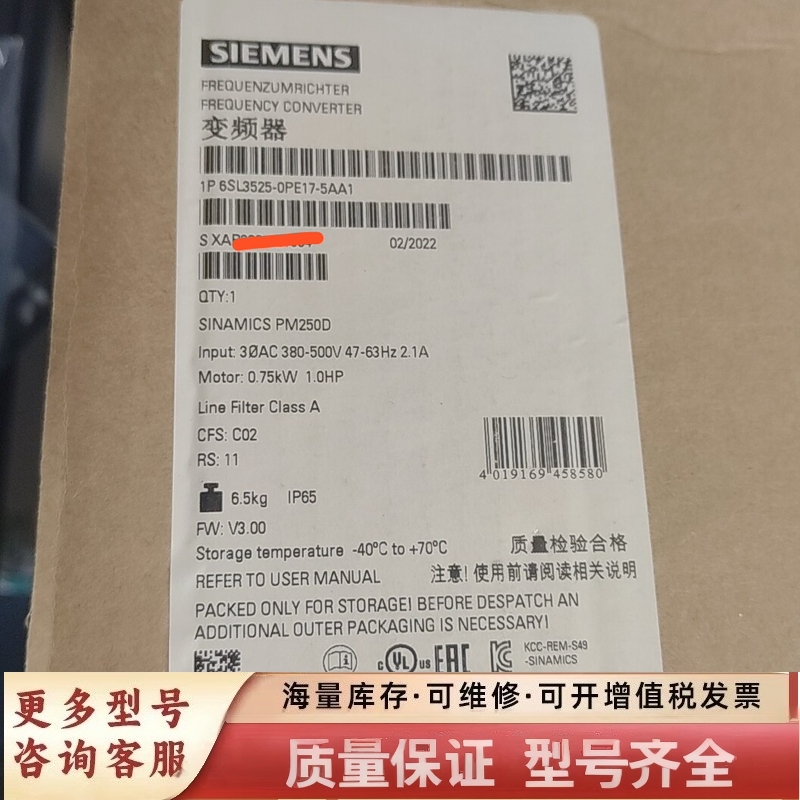 SIEMENS
FREQUENZUMRICHTER
FREQUENCY CONVERTER
变频器
1P 6SL3525-0PE17-5AA1
S XAP
02/2022
QTY:1
SINAMICS PM250D
Input: 3ØAC 380-500V 47-63Hz 2.1A
Motor: 0.75kW 1.0HP
Line Filter Class A
CFS: C02
RS: 11
4 019169 458580
6.5kg IP65
FW: V3.00
Storage temperature -40ºC to +70ºC
质量检验合格
REFER TO USER MANUAL
注意! 使用前请阅读相关说明
PACKED ONLY FOR STORAGE! BEFORE DESPATCH AN
ADDITIONAL OUTER PACKAGING IS NECESSARY!
c UL us
EAC
KCC-REM-S49
-SINAMICS
更多型号
咨询客服
海量库存·可维修·可开增值税发票
质量保证 型号齐全